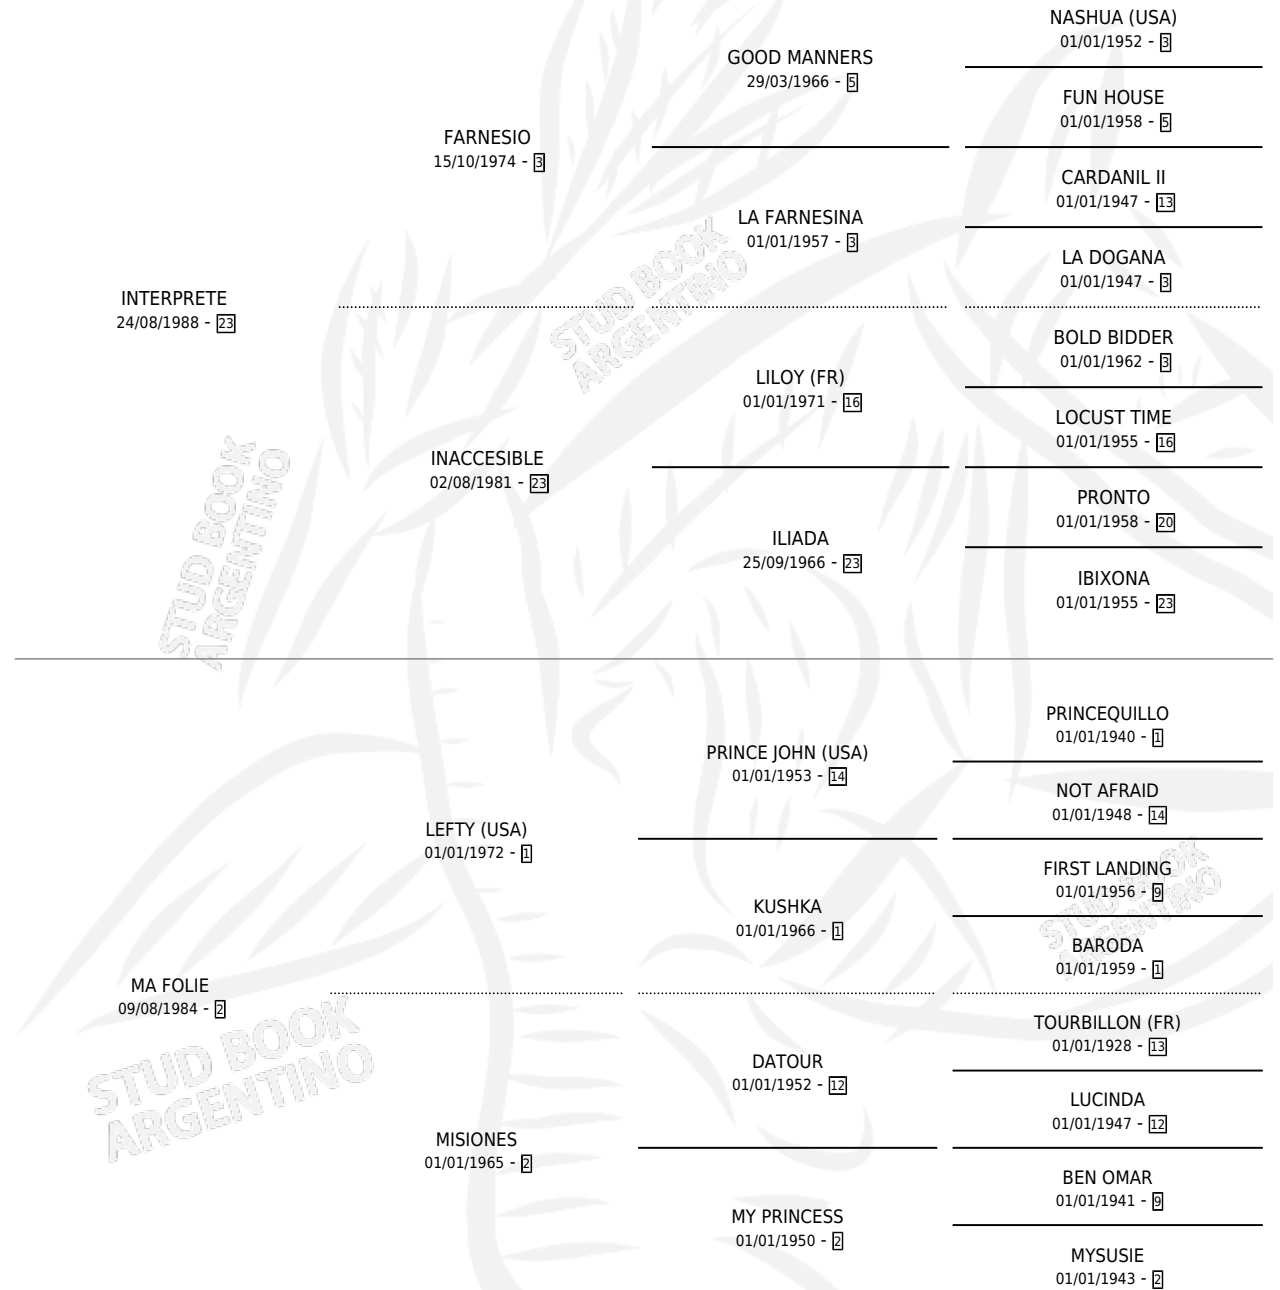 NASHUA (USA)
01/01/1952 - 3
GOOD MANNERS
29/03/1966 - 5
FUN HOUSE
01/01/1958 - 5
FARNESIO
15/10/1974 - 3
CARDANIL II
01/01/1947 - 13
LA FARNESINA
01/01/1957 - 3
LA DOGANA
01/01/1947 - 3
INTERPRETE
24/08/1988 - 23
BOLD BIDDER
01/01/1962 - 3
LILOY (FR)
01/01/1971 - 16
LOCUST TIME
01/01/1955 - 16
INACCESIBLE
02/08/1981 - 23
PRONTO
01/01/1958 - 20
ILIADA
25/09/1966 - 23
IBIXONA
01/01/1955 - 23
STUD BOOK
ARGENTINO
STUD BOOK
ARGENTINO
PRINCEQUILLO
01/01/1940 - 1
PRINCE JOHN (USA)
01/01/1953 - 14
NOT AFRAID
01/01/1948 - 14
LEFTY (USA)
01/01/1972 - 1
FIRST LANDING
01/01/1956 - 9
KUSHKA
01/01/1966 - 1
BARODA
01/01/1959 - 1
MA FOLIE
09/08/1984 - 2
TOURBILLON (FR)
01/01/1928 - 13
DATOUR
01/01/1952 - 12
LUCINDA
01/01/1947 - 12
MISIONES
01/01/1965 - 2
BEN OMAR
01/01/1941 - 9
MY PRINCESS
01/01/1950 - 2
MYSUSIE
01/01/1943 - 2
STUD BOOK
ARGENTINO
STUD BOOK
ARGENTINO